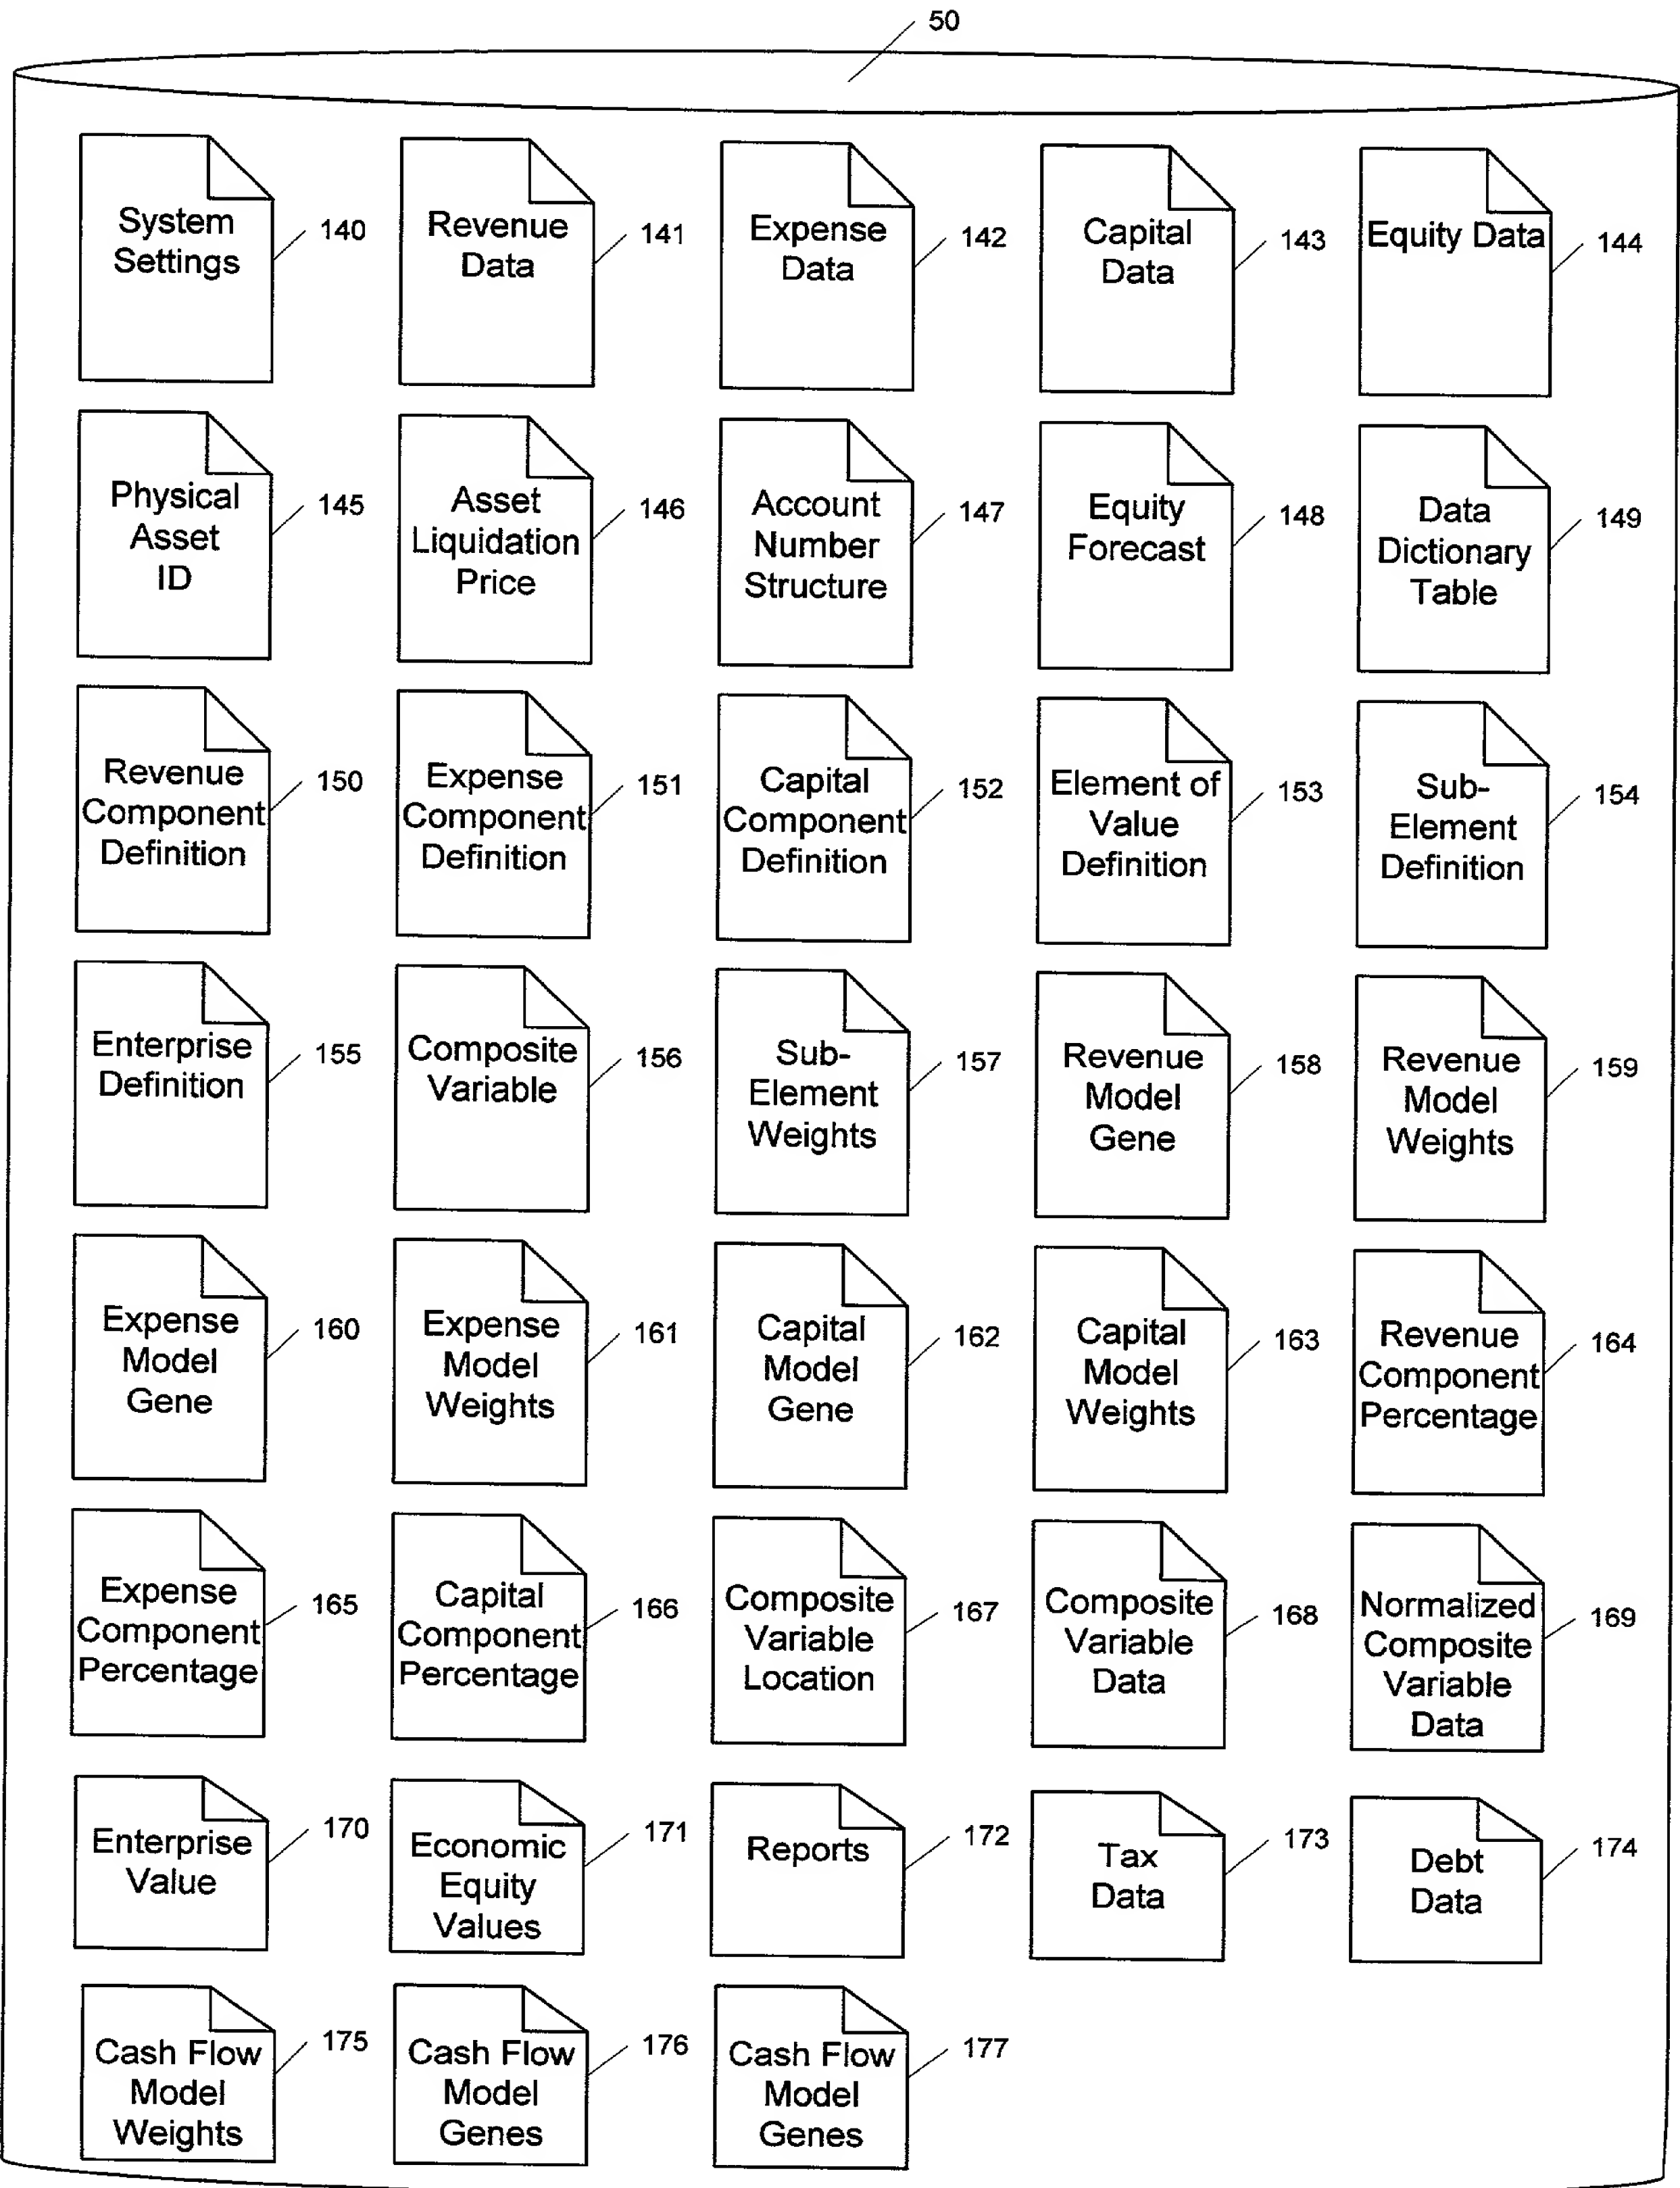 50
System
Settings
140
Revenue
Data
141
Expense
Data
142
Capital
Data
143
Equity Data
144
Physical
Asset
ID
145
Asset
Liquidation
Price
146
Account
Number
Structure
147
Equity
Forecast
148
Data
Dictionary
Table
149
Revenue
Component
Definition
150
Expense
Component
Definition
151
Capital
Component
Definition
152
Element of
Value
Definition
153
Sub-
Element
Definition
154
Enterprise
Definition
155
Composite
Variable
156
Sub-
Element
Weights
157
Revenue
Model
Gene
158
Revenue
Model
Weights
159
Expense
Model
Gene
160
Expense
Model
Weights
161
Capital
Model
Gene
162
Capital
Model
Weights
163
Revenue
Component
Percentage
164
Expense
Component
Percentage
165
Capital
Component
Percentage
166
Composite
Variable
Location
167
Composite
Variable
Data
168
Normalized
Composite
Variable
Data
169
Enterprise
Value
170
Economic
Equity
Values
171
Reports
172
Tax
Data
173
Debt
Data
174
Cash Flow
Model
Weights
175
Cash Flow
Model
Genes
176
Cash Flow
Model
Genes
177